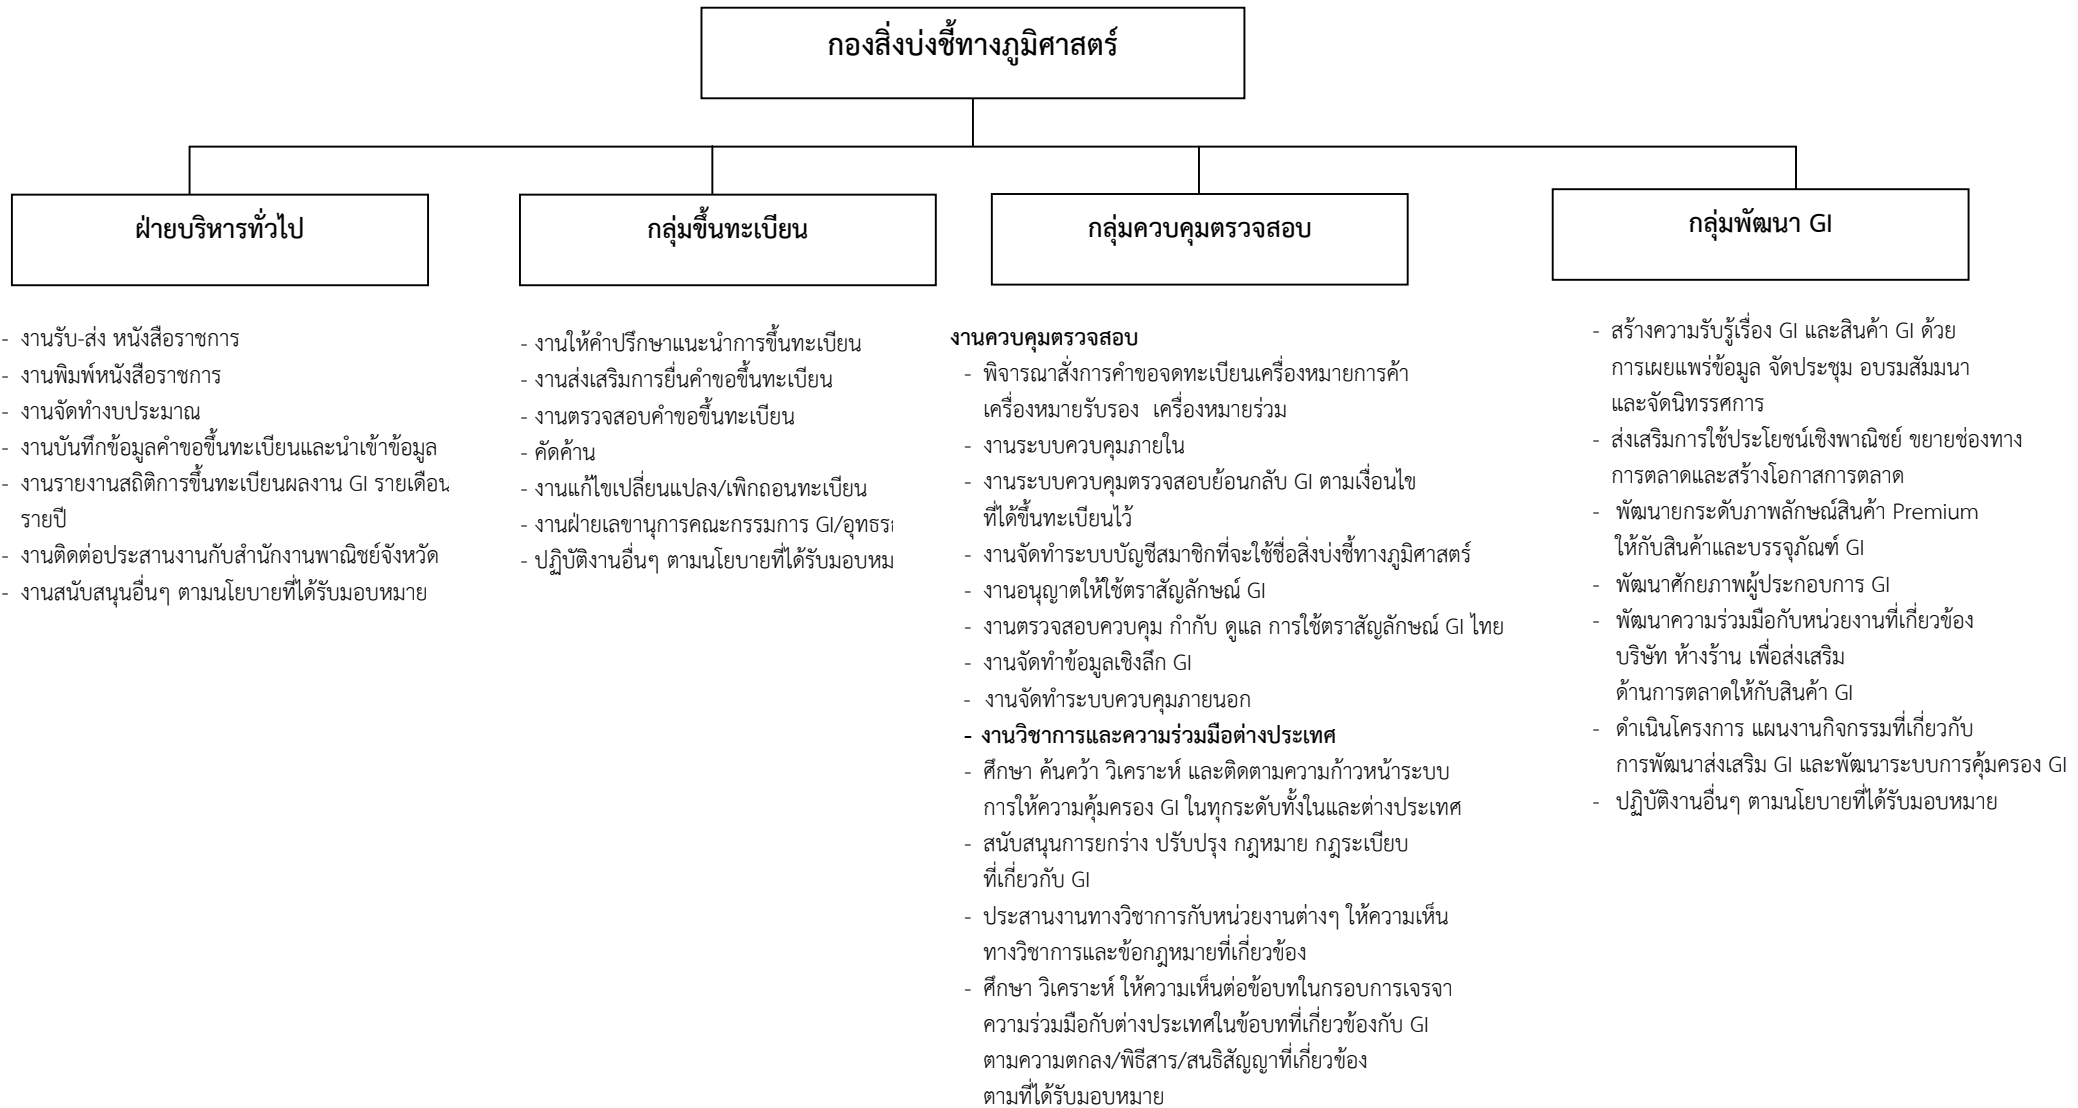 กองสิ่งบ่งชี้ทางภูมิศาสตร์
ฝ่ายบริหารทั่วไป
- งานรับ-ส่ง หนังสือราชการ
- งานพิมพ์หนังสือราชการ
- งานจัดทำงบประมาณ
- งานบันทึกข้อมูลคำขอขึ้นทะเบียนและนำเข้าข้อมูล
- งานรายงานสถิติการขึ้นทะเบียนผลงาน GI รายเดือน
รายปี
- งานติดต่อประสานงานกับสำนักงานพาณิชย์จังหวัด
- งานสนับสนุนอื่นๆ ตามนโยบายที่ได้รับมอบหมาย
กลุ่มขึ้นทะเบียน
- งานให้คำปรึกษาแนะนำการขึ้นทะเบียน
- งานส่งเสริมการยื่นคำขอขึ้นทะเบียน
- งานตรวจสอบคำขอขึ้นทะเบียน
- คัดค้าน
- งานแก้ไขเปลี่ยนแปลง/เพิกถอนทะเบียน
- งานฝ่ายเลขานุการคณะกรรมการ GI/อุทธร
- ปฏิบัติงานอื่นๆ ตามนโยบายที่ได้รับมอบหม
กลุ่มควบคุมตรวจสอบ
งานควบคุมตรวจสอบ
- พิจารณาสั่งการคำขอจดทะเบียนเครื่องหมายการค้า
เครื่องหมายรับรอง เครื่องหมายร่วม
- งานระบบควบคุมภายใน
- งานระบบควบคุมตรวจสอบย้อนกลับ GI ตามเงื่อนไข
ที่ได้ขึ้นทะเบียนไว้
- งานจัดทำระบบบัญชีสมาชิกที่จะใช้ชื่อสิ่งบ่งชี้ทางภูมิศาสตร์
- งานอนุญาตให้ใช้ตราสัญลักษณ์ GI
- งานตรวจสอบควบคุม กำกับ ดูแล การใช้ตราสัญลักษณ์ GI ไทย
- งานจัดทำข้อมูลเชิงลึก GI
- งานจัดทำระบบควบคุมภายนอก
- งานวิชาการและความร่วมมือต่างประเทศ
- ศึกษา ค้นคว้า วิเคราะห์ และติดตามความก้าวหน้าระบบ
การให้ความคุ้มครอง GI ในทุกระดับทั้งในและต่างประเทศ
- สนับสนุนการยกร่าง ปรับปรุง กฎหมาย กฎระเบียบ
ที่เกี่ยวกับ GI
- ประสานงานทางวิชาการกับหน่วยงานต่างๆ ให้ความเห็น
ทางวิชาการและข้อกฎหมายที่เกี่ยวข้อง
- ศึกษา วิเคราะห์ ให้ความเห็นต่อข้อบทในกรอบการเจรจา
ความร่วมมือกับต่างประเทศในข้อบทที่เกี่ยวข้องกับ GI
ตามความตกลง/พิธีสาร/สนธิสัญญาที่เกี่ยวข้อง
ตามที่ได้รับมอบหมาย
กลุ่มพัฒนา GI
- สร้างความรับรู้เรื่อง GI และสินค้า GI ด้วย
การเผยแพร่ข้อมูล จัดประชุม อบรมสัมมนา
และจัดนิทรรศการ
- ส่งเสริมการใช้ประโยชน์เชิงพาณิชย์ ขยายช่องทาง
การตลาดและสร้างโอกาสการตลาด
- พัฒนายกระดับภาพลักษณ์สินค้า Premium
ให้กับสินค้าและบรรจุภัณฑ์ GI
- พัฒนาศักยภาพผู้ประกอบการ GI
- พัฒนาความร่วมมือกับหน่วยงานที่เกี่ยวข้อง
บริษัท ห้างร้าน เพื่อส่งเสริม
ด้านการตลาดให้กับสินค้า GI
- ดำเนินโครงการ แผนงานกิจกรรมที่เกี่ยวกับ
การพัฒนาส่งเสริม GI และพัฒนาระบบการคุ้มครอง GI
- ปฏิบัติงานอื่นๆ ตามนโยบายที่ได้รับมอบหมาย